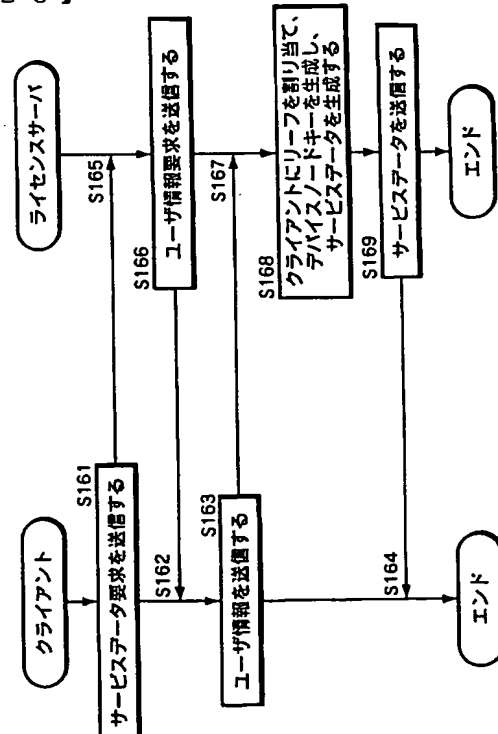 クライアント
サービスデータ要求を送信する
S161
S162
ユーザ情報を送信する
S163
S164
エンド
ライセンスサーバ
S165
ユーザ情報要求を送信する
S166
S167
クライアントにリーフを割り当て、
デバイスノードキーを生成し、
サービスデータを生成する
S168
サービスデータを送信する
S169
エンド